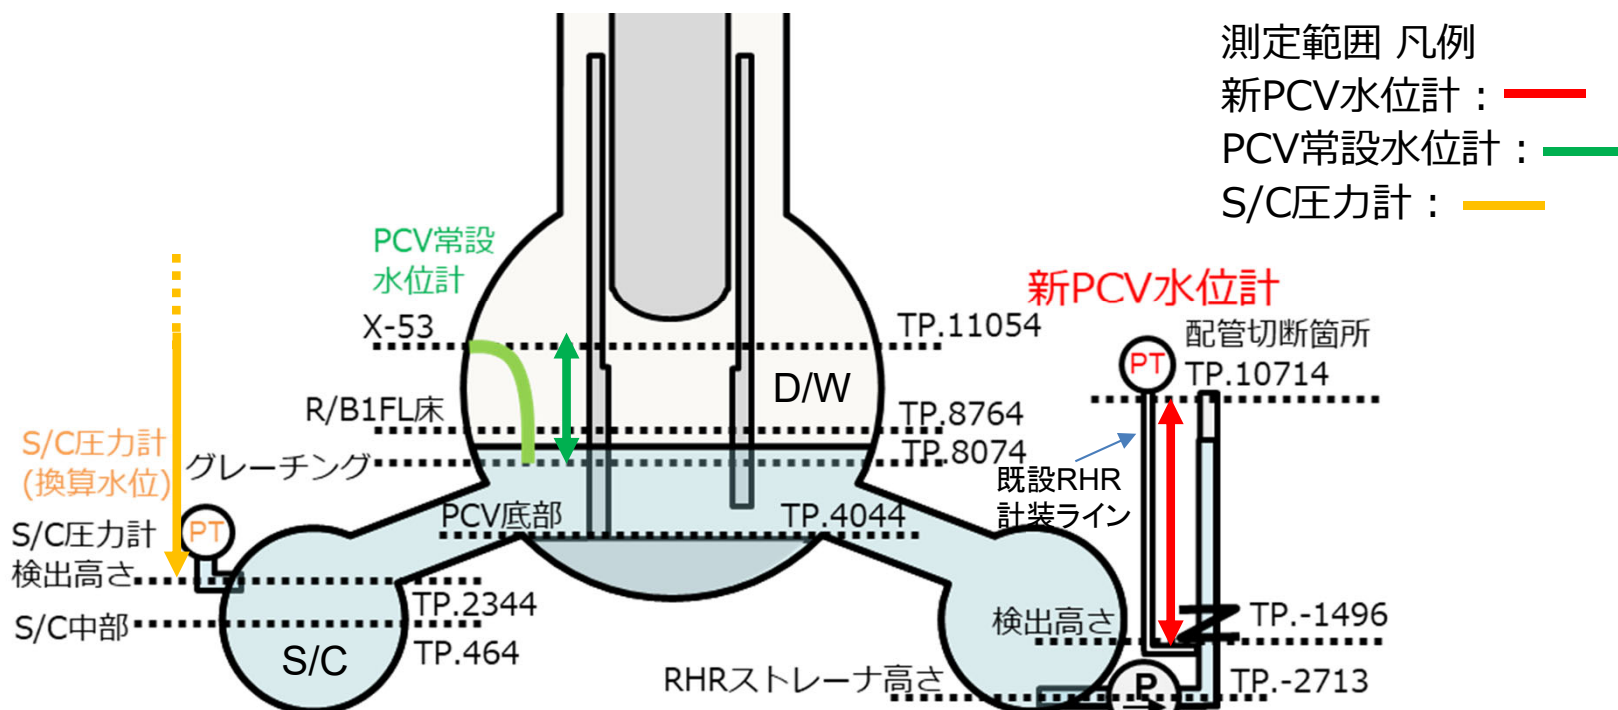 測定範囲 凡例
新PCV水位計：
PCV常設水位計：
S/C圧力計：
PCV常設
水位計
X-53
TP.11054
新PCV水位計
配管切断箇所
PT
TP.10714
D/W
R/B1FL床
TP.8764
S/C圧力計
(換算水位)
グレーチング
TP.8074
既設RHR
計装ライン
PCV底部
TP.4044
PT
S/C圧力計
検出高さ
TP.2344
S/C中部
TP.464
S/C
検出高さ
TP.-1496
RHRストレーナ高さ
P
TP.-2713